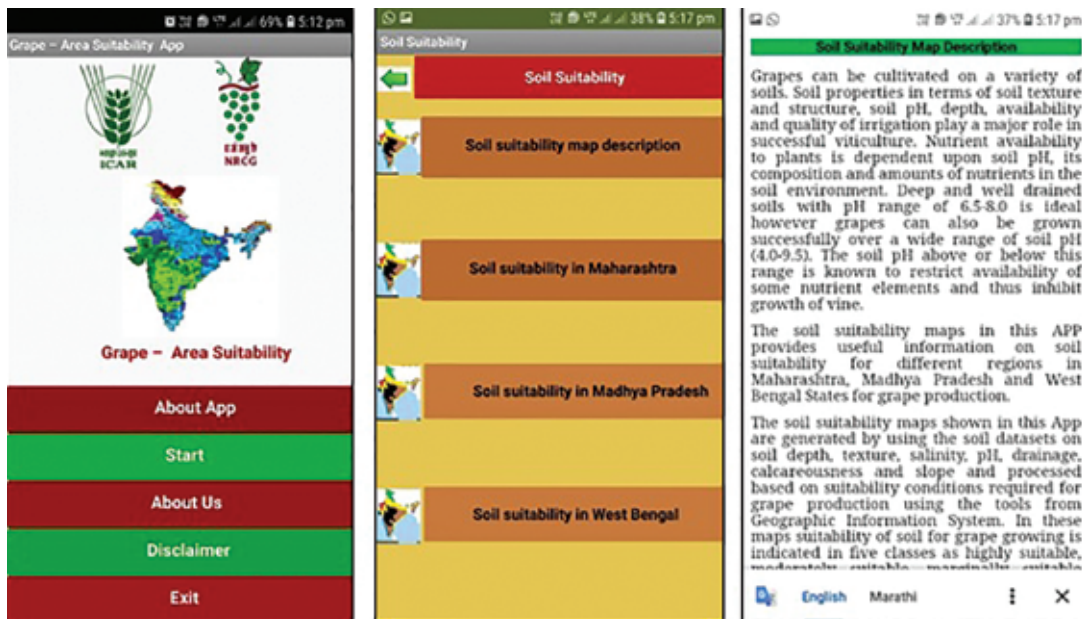 69% 5:12 pm
Grape – Area Suitability App
ICAR
NRCG
Grape – Area Suitability
About App
Start
About Us
Disclaimer
Exit
38% 5:17 pm
Soil Suitability
Soil Suitability
Soil suitability map description
Soil suitability in Maharashtra
Soil suitability in Madhya Pradesh
Soil suitability in West Bengal
37% 5:17 pm
Soil Suitability Map Description
Grapes can be cultivated on a variety of
soils. Soil properties in terms of soil texture
and structure, soil pH, depth, availability
and quality of irrigation play a major role in
successful viticulture. Nutrient availability
to plants is dependent upon soil pH, its
composition and amounts of nutrients in the
soil environment. Deep and well drained
soils with pH range of 6.5-8.0 is ideal
however grapes can also be grown
successfully over a wide range of soil pH
(4.0-9.5). The soil pH above or below this
range is known to restrict availability of
some nutrient elements and thus inhibit
growth of vine.
The soil suitability maps in this APP
provides useful information on soil
suitability for different regions in
Maharashtra, Madhya Pradesh and West
Bengal States for grape production.
The soil suitability maps shown in this App
are generated by using the soil datasets on
soil depth, texture, salinity, pH, drainage,
calcareousness and slope and processed
based on suitability conditions required for
grape production using the tools from
Geographic Information System. In these
maps suitability of soil for grape growing is
indicated in five classes as highly suitable,
moderately suitable, marginally suitable
English Marathi